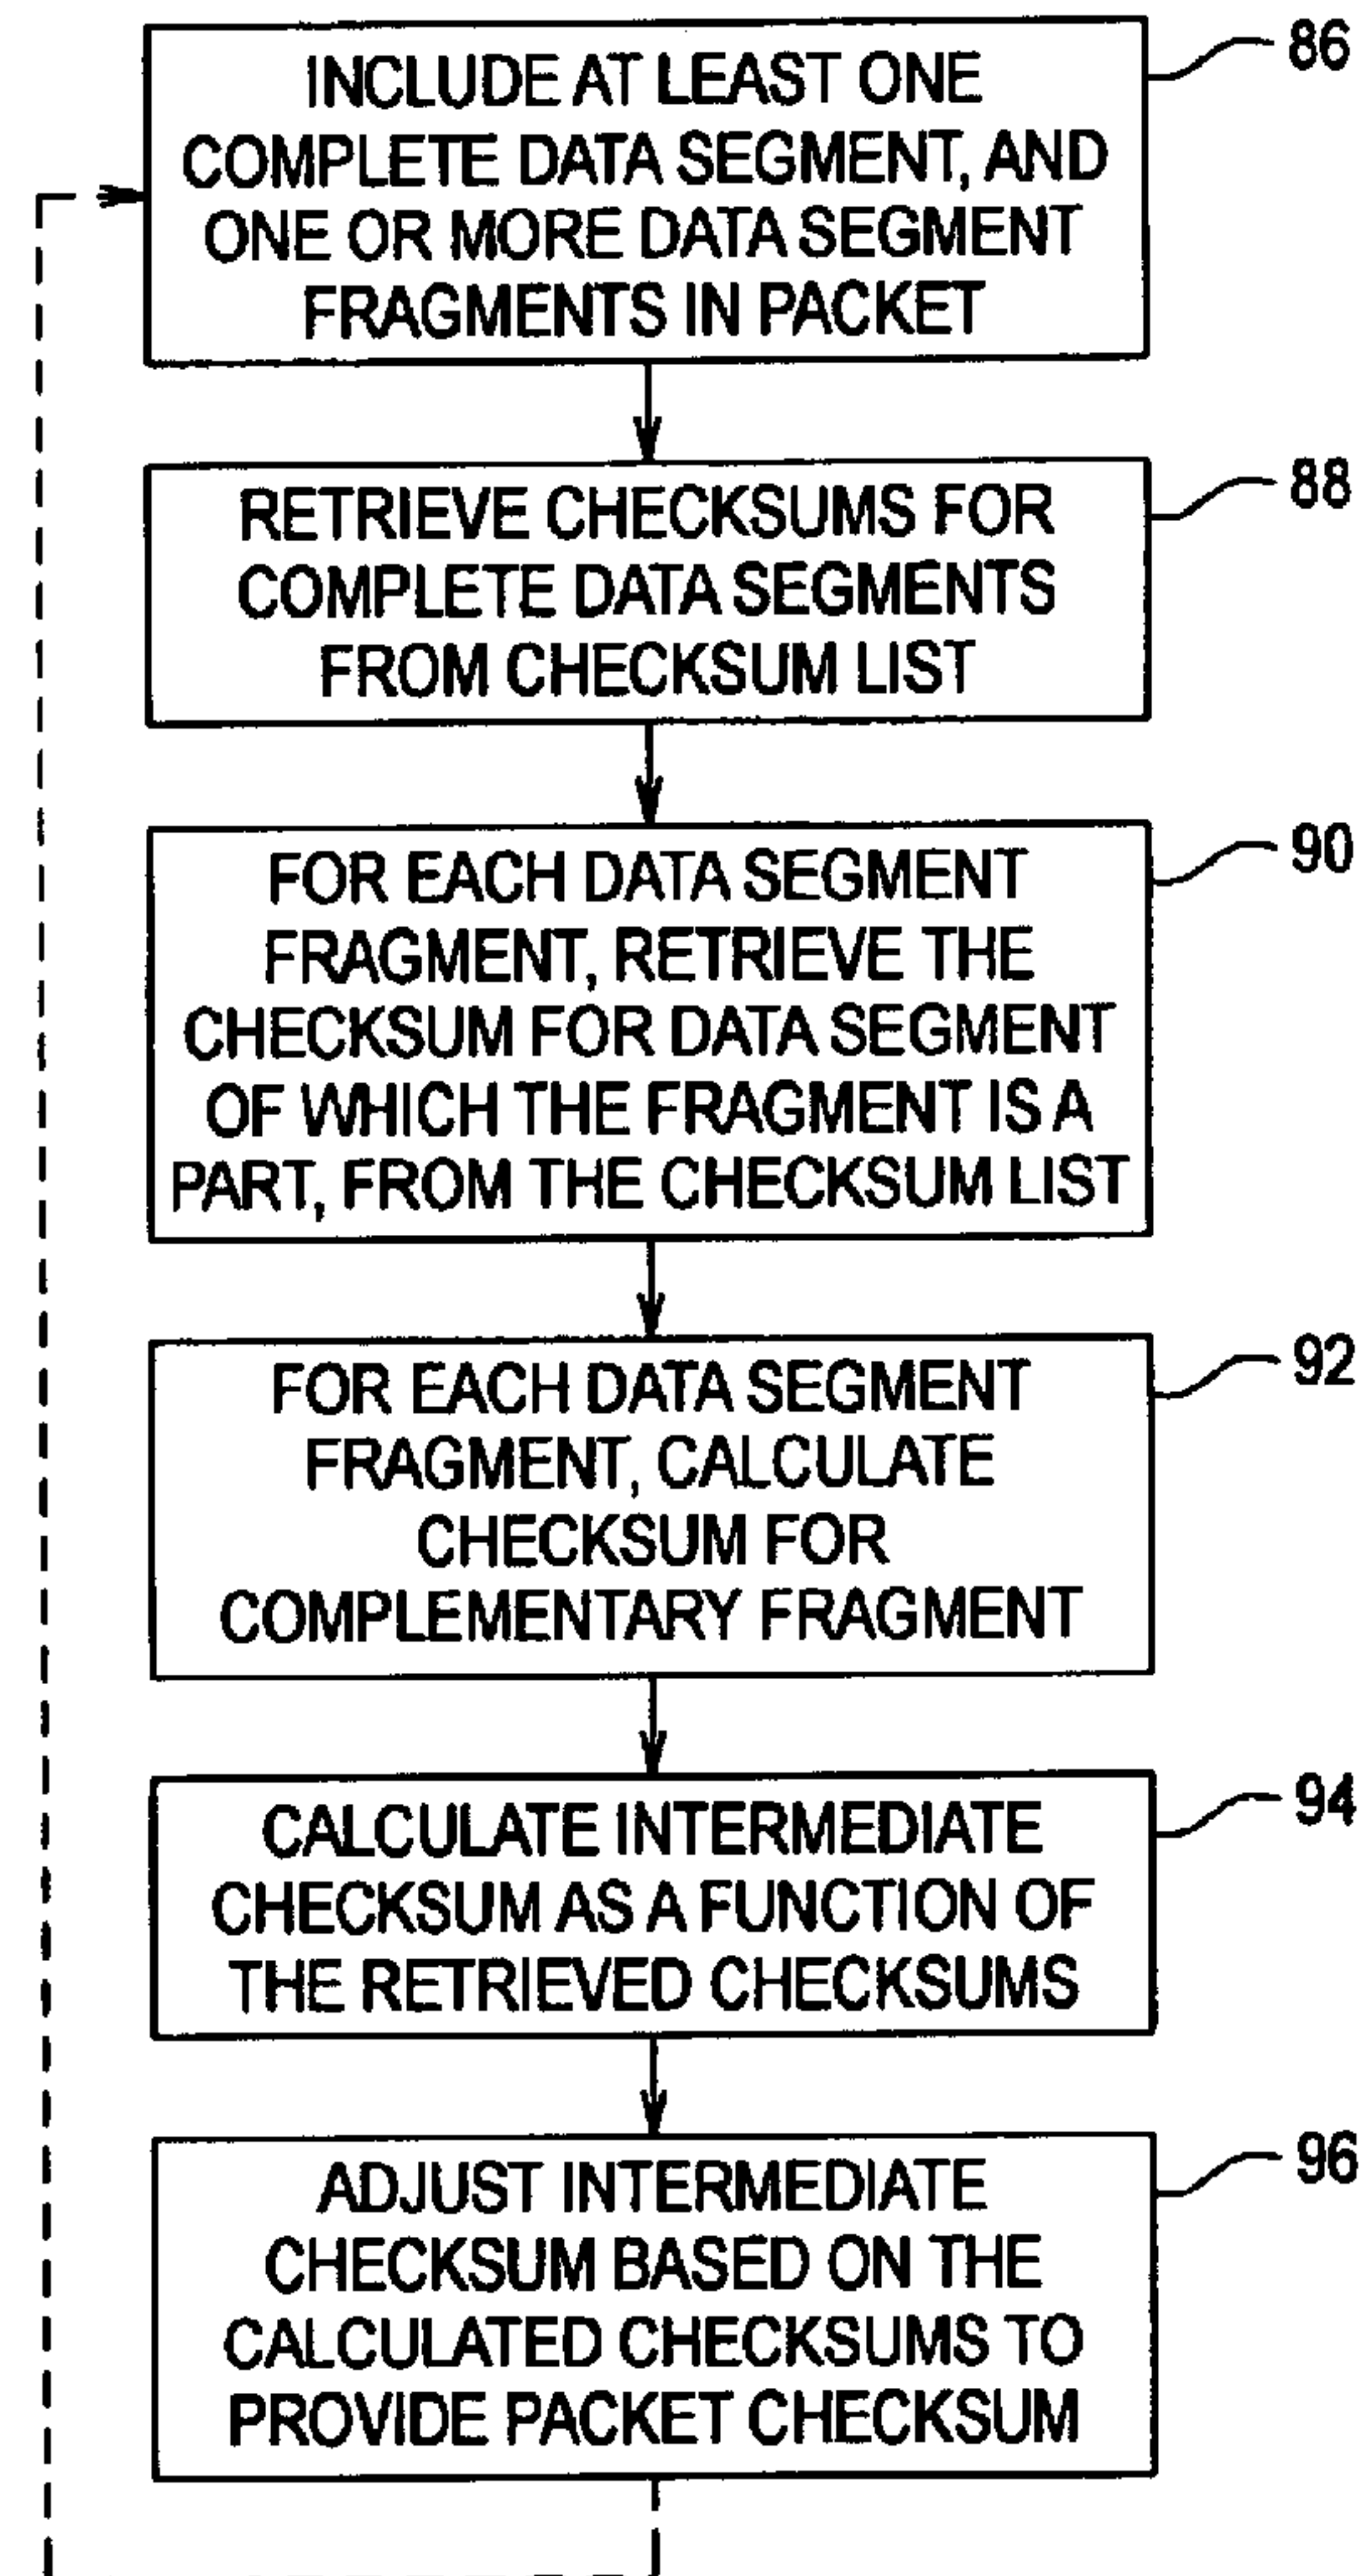 INCLUDE AT LEAST ONE
COMPLETE DATA SEGMENT, AND
ONE OR MORE DATA SEGMENT
FRAGMENTS IN PACKET
86
RETRIEVE CHECKSUMS FOR
COMPLETE DATA SEGMENTS
FROM CHECKSUM LIST
88
FOR EACH DATA SEGMENT
FRAGMENT, RETRIEVE THE
CHECKSUM FOR DATA SEGMENT
OF WHICH THE FRAGMENT IS A
PART, FROM THE CHECKSUM LIST
90
FOR EACH DATA SEGMENT
FRAGMENT, CALCULATE
CHECKSUM FOR
COMPLEMENTARY FRAGMENT
92
CALCULATE INTERMEDIATE
CHECKSUM AS A FUNCTION OF
THE RETRIEVED CHECKSUMS
94
ADJUST INTERMEDIATE
CHECKSUM BASED ON THE
CALCULATED CHECKSUMS TO
PROVIDE PACKET CHECKSUM
96